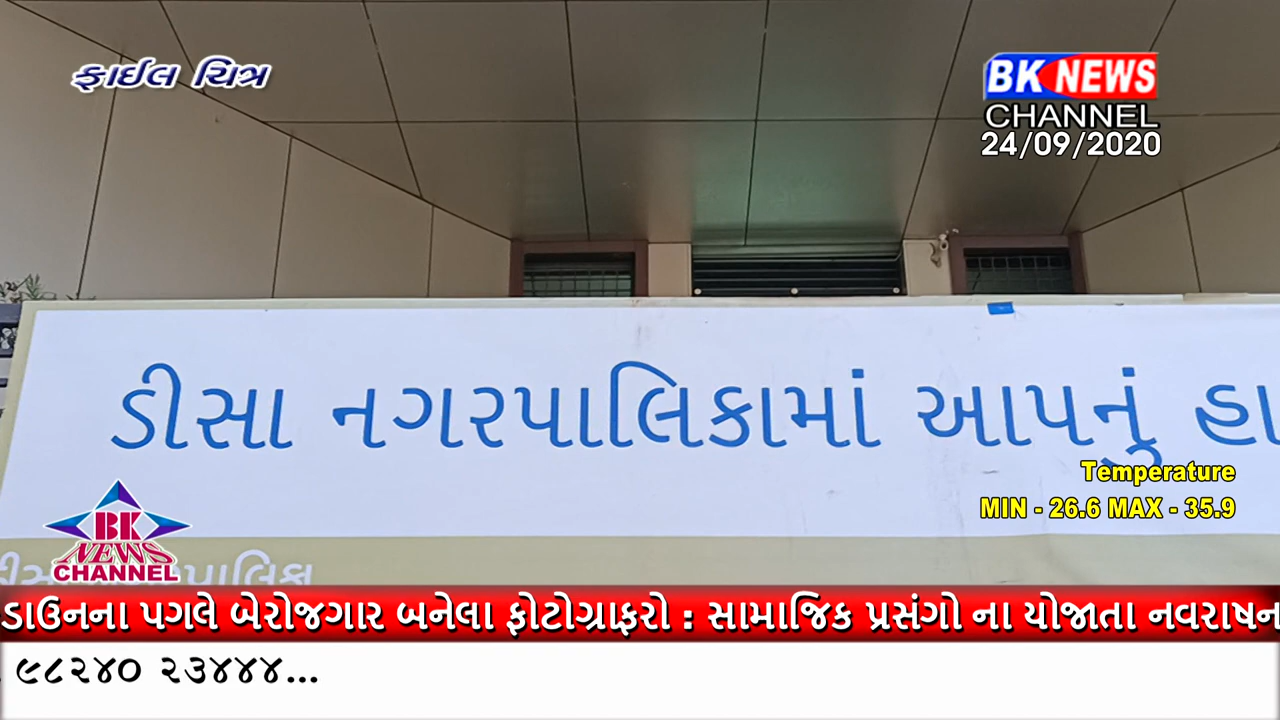 ફાઈલ ચિત્ર
BK NEWS
CHANNEL
24/09/2020
ડીસા નગરપાલિકામાં આપનું હા
Temperature
MIN - 26.6 MAX - 35.9
BK
NEWS
CHANNEL
ડાઉનના પગલે બેરોજગાર બનેલા ફોટોગ્રાફરો : સામાજિક પ્રસંગો ના યોજાતા નવરાષન
૯૮૨૪૦ ૨૩૪૪૪...